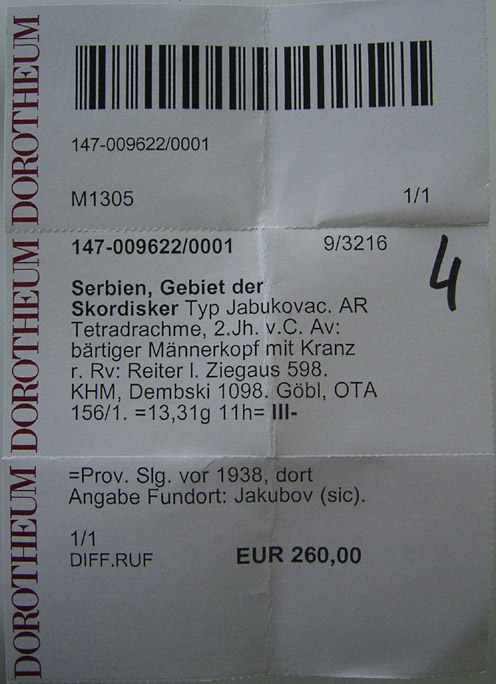 DOROTHEUM DOROTHEUM DOROTHEUM DOROTHEUM
147-009622/0001
M1305 1/1
147-009622/0001 9/3216
4
Serbien, Gebiet der
Skordisker Typ Jabukovac. AR
Tetradrachme, 2.Jh. v.C. Av:
bärtiger Männerkopf mit Kranz
r. Rv: Reiter l. Ziegaus 598.
KHM, Dembski 1098. Göbl, OTA
156/1. =13,31g 11h= III-
=Prov. Slg. vor 1938, dort
Angabe Fundort: Jakubov (sic).
1/1
DIFF.RUF EUR 260,00